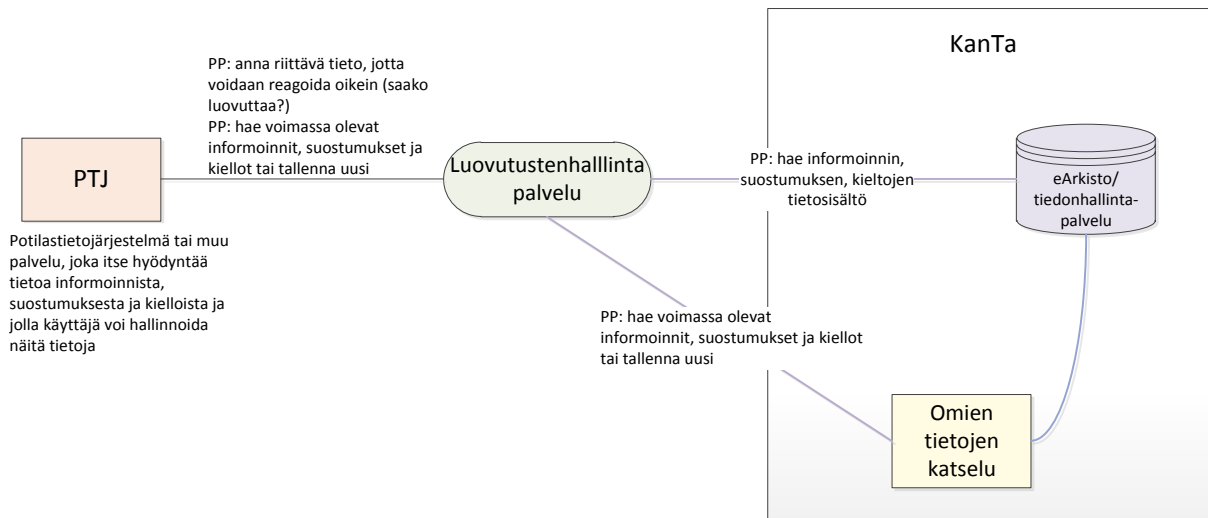 KanTa
PP: anna riittävä tieto, jotta
voidaan reagoida oikein (saako
luovuttaa?)
PP: hae voimassa olevat
informoinnit, suostumukset ja
kiellot tai tallenna uusi
PTJ
Luovutustenhalllinta
palvelu
PP: hae informoinnin,
suostumuksen, kieltojen
tietosisältö
eArkisto/
tiedonhallinta-
palvelu
Potilastietojärjestelmä tai muu
palvelu, joka itse hyödyntää
tietoa informoinnista,
suostumuksesta ja kielloista ja
jolla käyttäjä voi hallinnoida
näitä tietoja
PP: hae voimassa olevat
informoinnit, suostumukset ja kiellot
tai tallenna uusi
Omien
tietojen
katselu